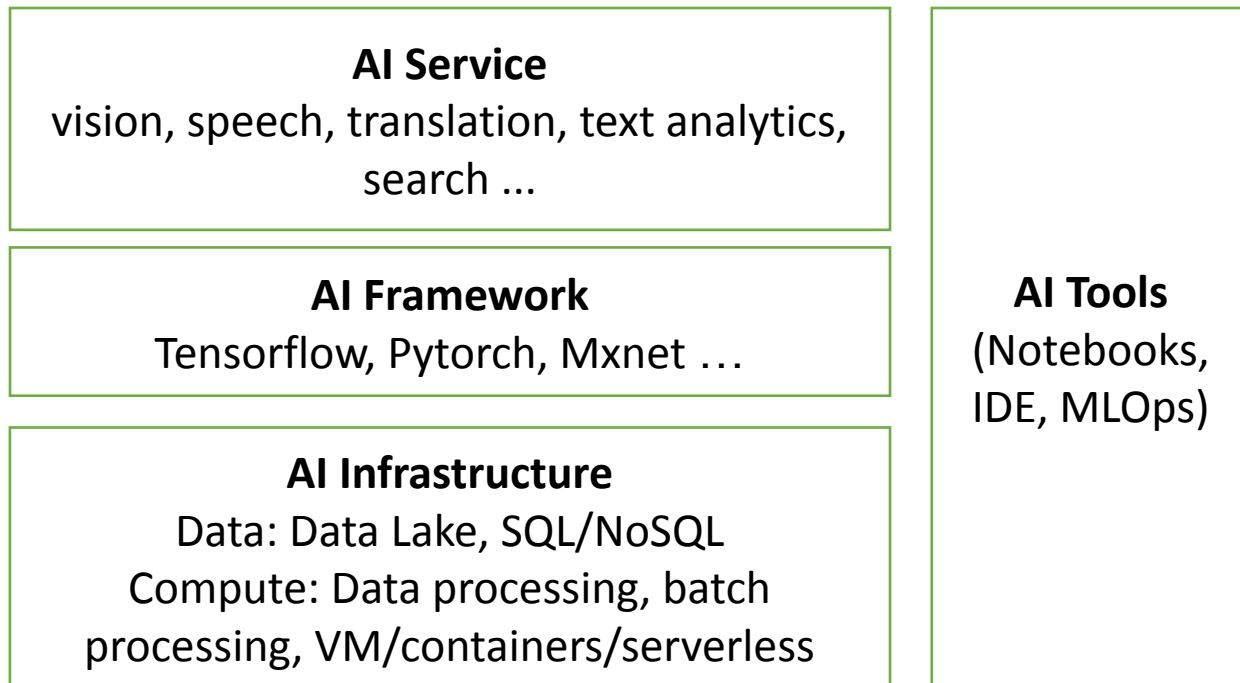 AI Service
vision, speech, translation, text analytics,
search ...
AI Framework
Tensorflow, Pytorch, Mxnet …
AI Infrastructure
Data: Data Lake, SQL/NoSQL
Compute: Data processing, batch
processing, VM/containers/serverless
AI Tools
(Notebooks,
IDE, MLOps)